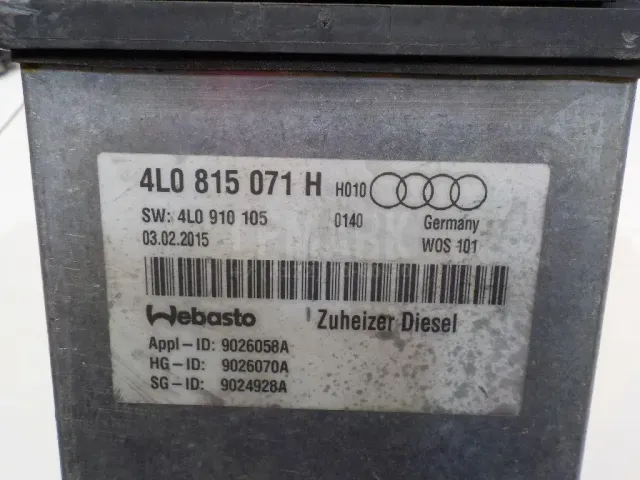 4L0 815 071 H H010
SW: 4L0 910 105 0140 Germany
03.02.2015 WOS 101
Webasto Zuheizer Diesel
Appl-ID: 9026058A
HG-ID: 9026070A
SG-ID: 9024928A